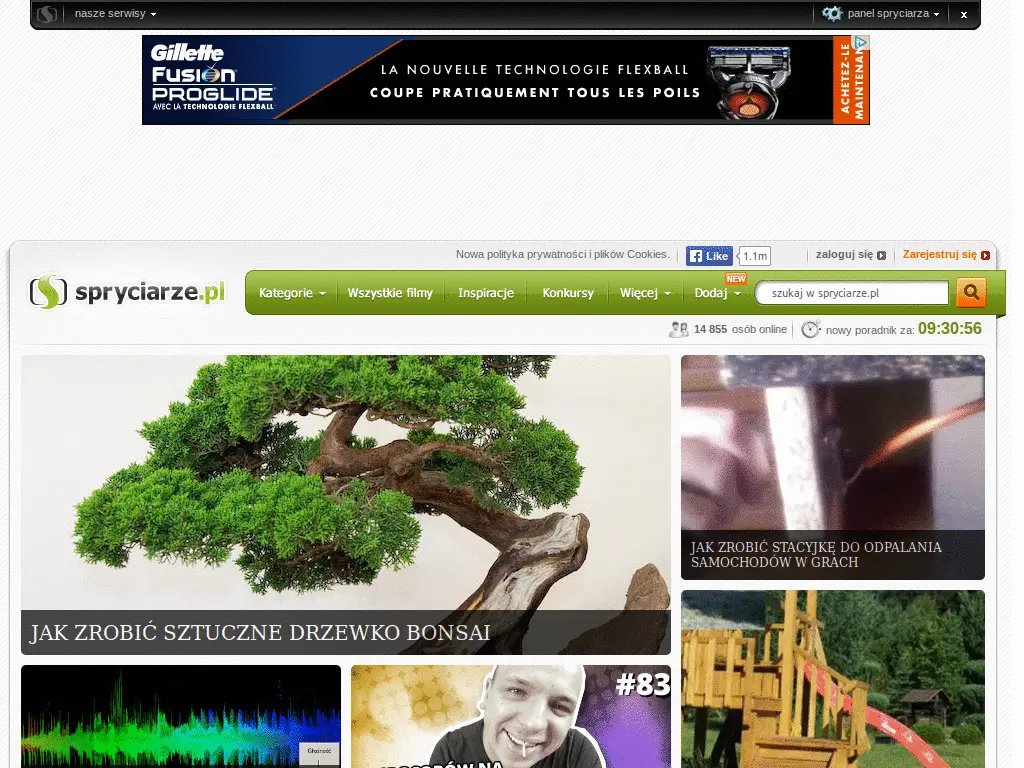 nasze serwisy
panel spryciarza
x
Gillette
FUSION
PROGLIDE
AVEC LA TECHNOLOGIE FLEXBALL
LA NOUVELLE TECHNOLOGIE FLEXBALL
COUPE PRATIQUEMENT TOUS LES POILS
ACHETEZ-LE
MAINTENANT
Nowa polityka prywatności i plików Cookies.
Like
1.1m
zaloguj się
Zarejestruj się
spryciarze.pl
Kategorie
Wszystkie filmy
Inspiracje
Konkursy
Więcej
Dodaj
NEW
szukaj w spryciarze.pl
14 855 osób online
nowy poradnik za: 09:30:56
JAK ZROBIĆ SZTUCZNE DRZEWKO BONSAI
JAK ZROBIĆ STACYJKĘ DO ODPALANIA
SAMOCHODÓW W GRACH
Głośność
#83